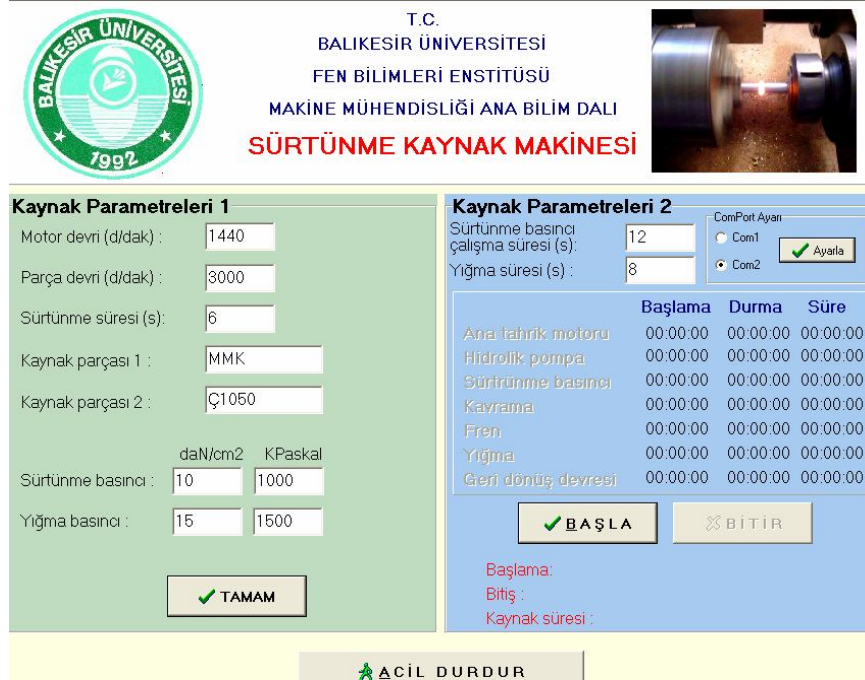 BALIKESİR ÜNİVERSİTESİ
1992
T.C.
BALIKESİR ÜNİVERSİTESİ
FEN BİLİMLERİ ENSTİTÜSÜ
MAKİNE MÜHENDİSLİĞİ ANA BİLİM DALI
SÜRTÜNME KAYNAK MAKİNESİ
Kaynak Parametreleri 1
Motor devri (d/dak) : 1440
Parça devri (d/dak) : 3000
Sürtünme süresi (s): 6
Kaynak parçası 1 : MMK
Kaynak parçası 2 : Ç1050
daN/cm2 KPaskal
Sürtünme basıncı : 10 1000
Yığma basıncı : 15 1500
TAMAM
Kaynak Parametreleri 2
Sürtünme basıncı
çalışma süresi (s): 12
Yığma süresi (s) : 8
ComPort Ayarı
Com1
Com2
Ayarla
Başlama Durma Süre
Ana tahrik motoru 00:00:00 00:00:00 00:00:00
Hidrolik pompa 00:00:00 00:00:00 00:00:00
Sürtrünme basıncı 00:00:00 00:00:00 00:00:00
Kavrama 00:00:00 00:00:00 00:00:00
Fren 00:00:00 00:00:00 00:00:00
Yığma 00:00:00 00:00:00 00:00:00
Geri dönüş devresi 00:00:00 00:00:00 00:00:00
BAŞLA BİTİR
Başlama:
Bitiş :
Kaynak süresi :
ACİL DURDUR